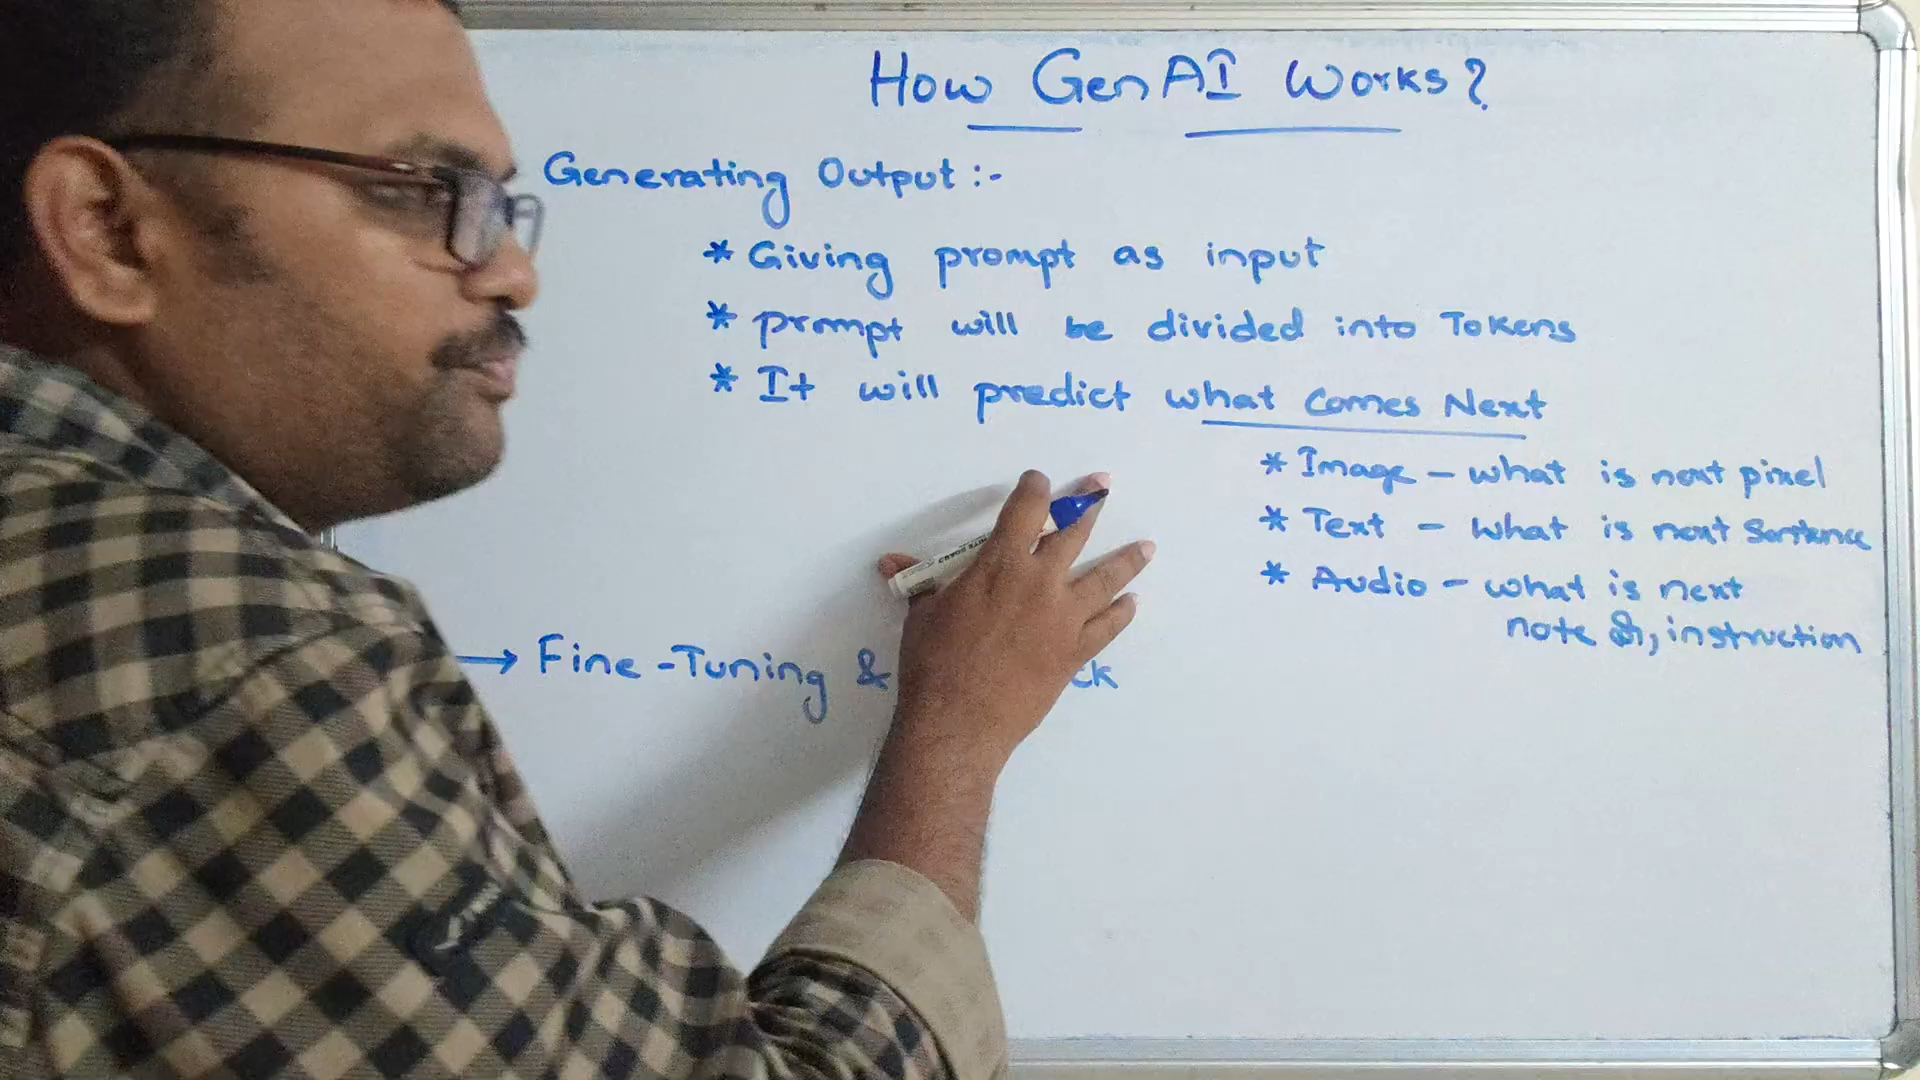 How GenAI Works?
Generating Output :-
* Giving prompt as input
* prompt will be divided into Tokens
* It will predict what comes Next
* Image - what is next pixel
* Text - what is next Sentence
* Audio - what is next
note or, instruction
→ Fine-Tuning & ck